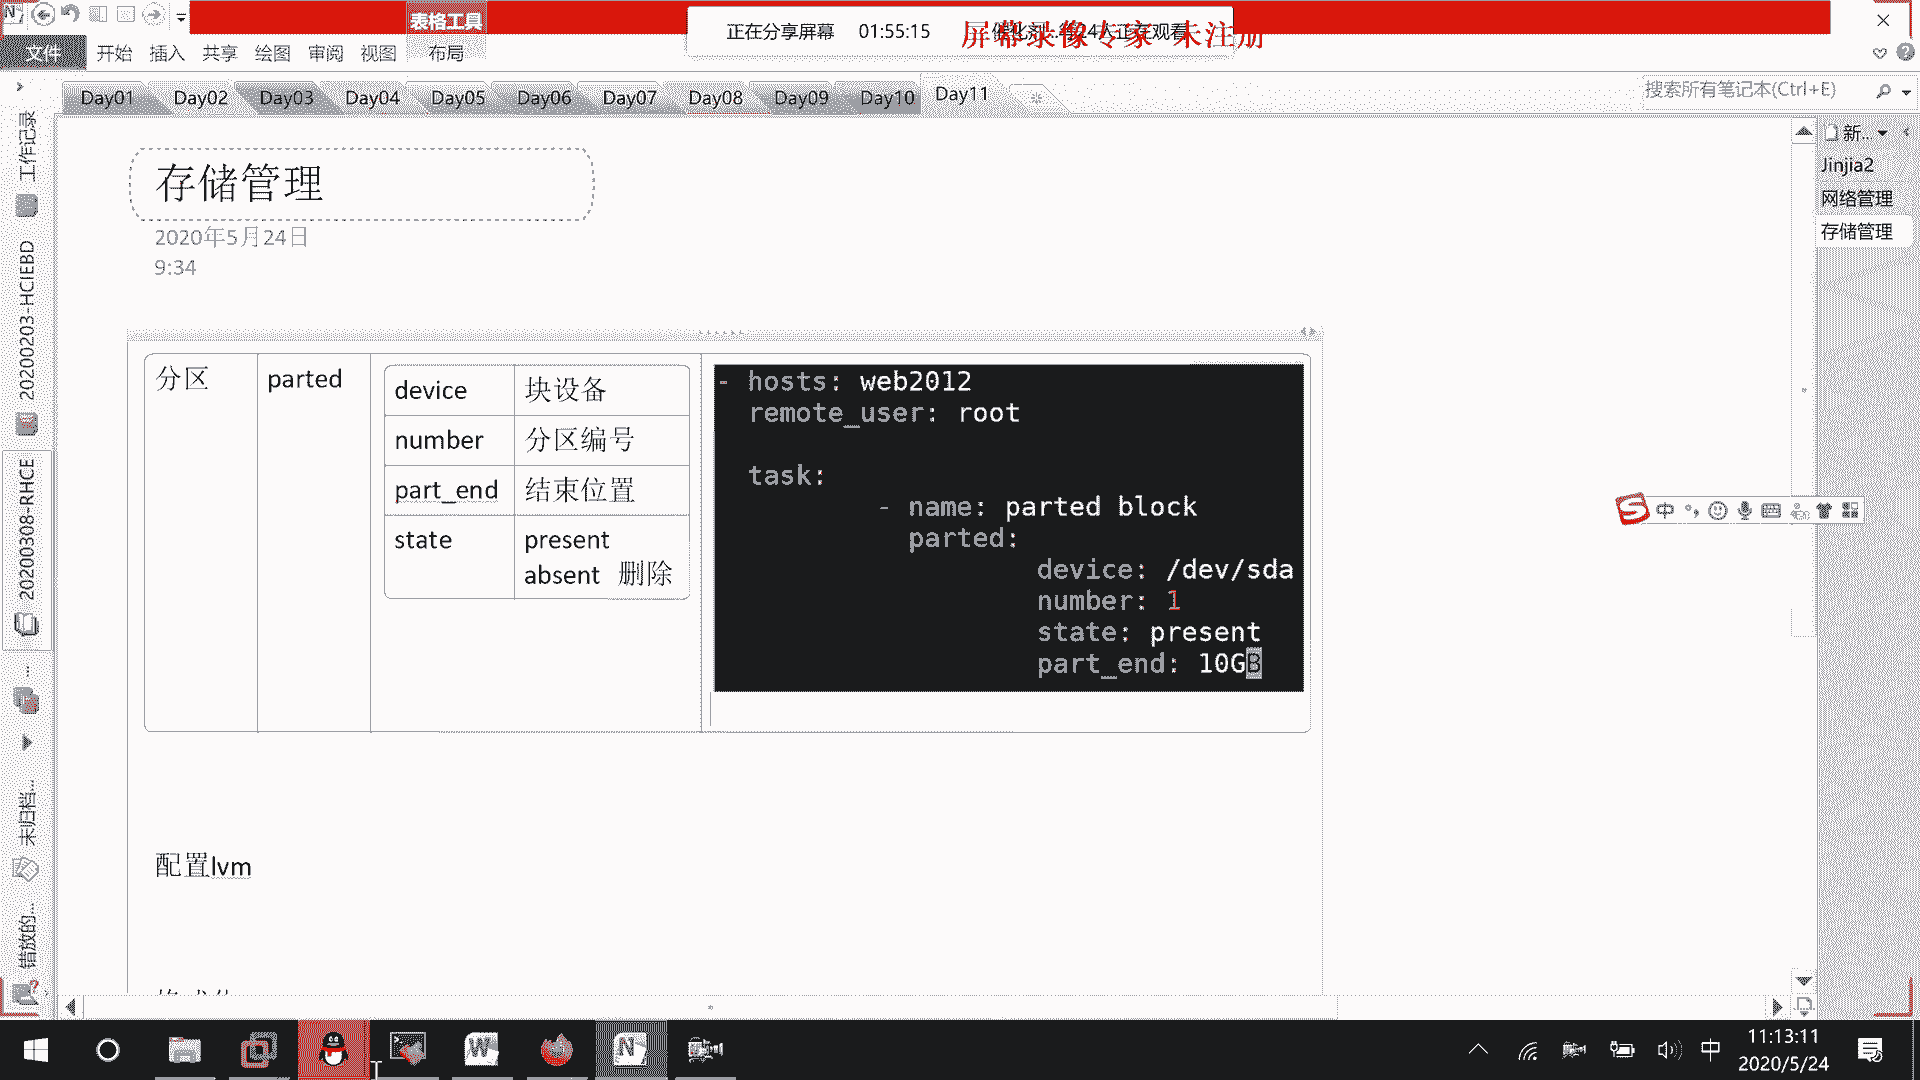 表格工具
正在分享屏幕 01:55:15
屏幕录像专家 未注册
文件 开始 插入 共享 绘图 审阅 视图 布局
Day01 Day02 Day03 Day04 Day05 Day06 Day07 Day08 Day09 Day10 Day11
搜索所有笔记本(Ctrl+E)
工作记录
20200203-HCIEBD
20200308-RHCE
...
未归档...
错放的...
新...
Jinjia2
网络管理
存储管理
存储管理
2020年5月24日
9:34
分区
parted
device 块设备
number 分区编号
part_end 结束位置
state present
absent 删除
- hosts: web2012
remote_user: root
task:
- name: parted block
parted:
device: /dev/sda
number: 1
state: present
part_end: 10GB
配置lvm
中
中
11:13:11
2020/5/24